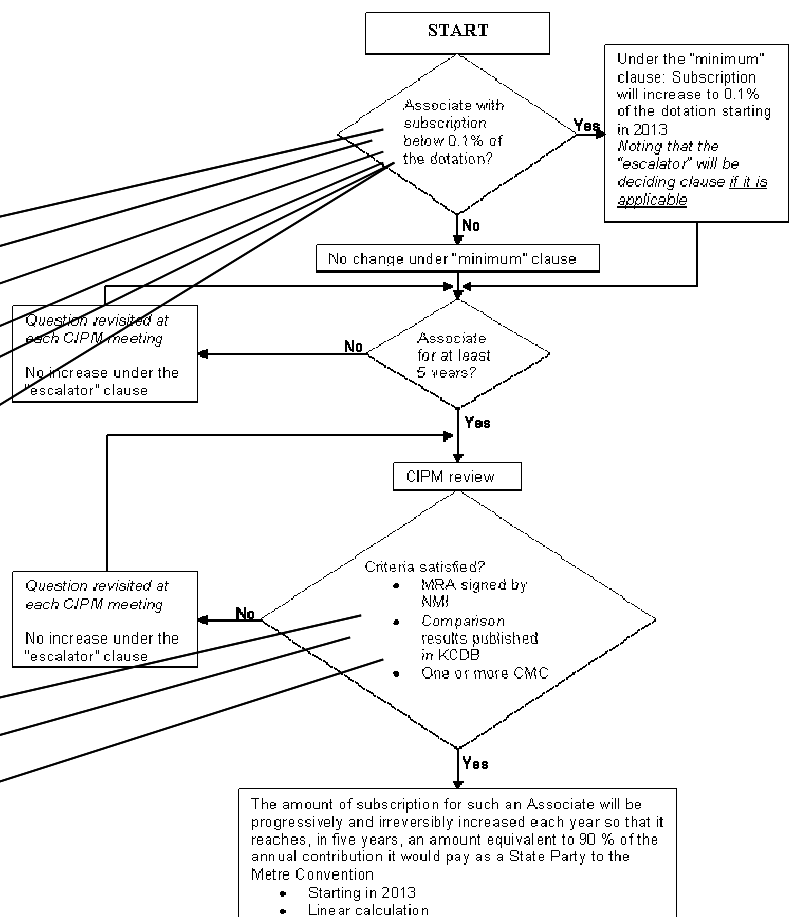 START
Associate with
subscription
below 0.1% of
the dotation?
Yes
Under the "minimum"
clause: Subscription
will increase to 0.1%
of the dotation starting
in 2013
Noting that the
"escalator" will be
deciding clause if it is
applicable
No
No change under "minimum" clause
Question revisited at
each CIPM meeting
No increase under the
"escalator" clause
No
Associate
for at least
5 years?
Yes
CIPM review
Criteria satisfied?
• MRA signed by
NMI
• Comparison
results published
in KCDB
• One or more CMC
No
Question revisited at
each CIPM meeting
No increase under the
"escalator" clause
Yes
The amount of subscription for such an Associate will be
progressively and irreversibly increased each year so that it
reaches, in five years, an amount equivalent to 90 % of the
annual contribution it would pay as a State Party to the
Metre Convention
• Starting in 2013
• Linear calculation